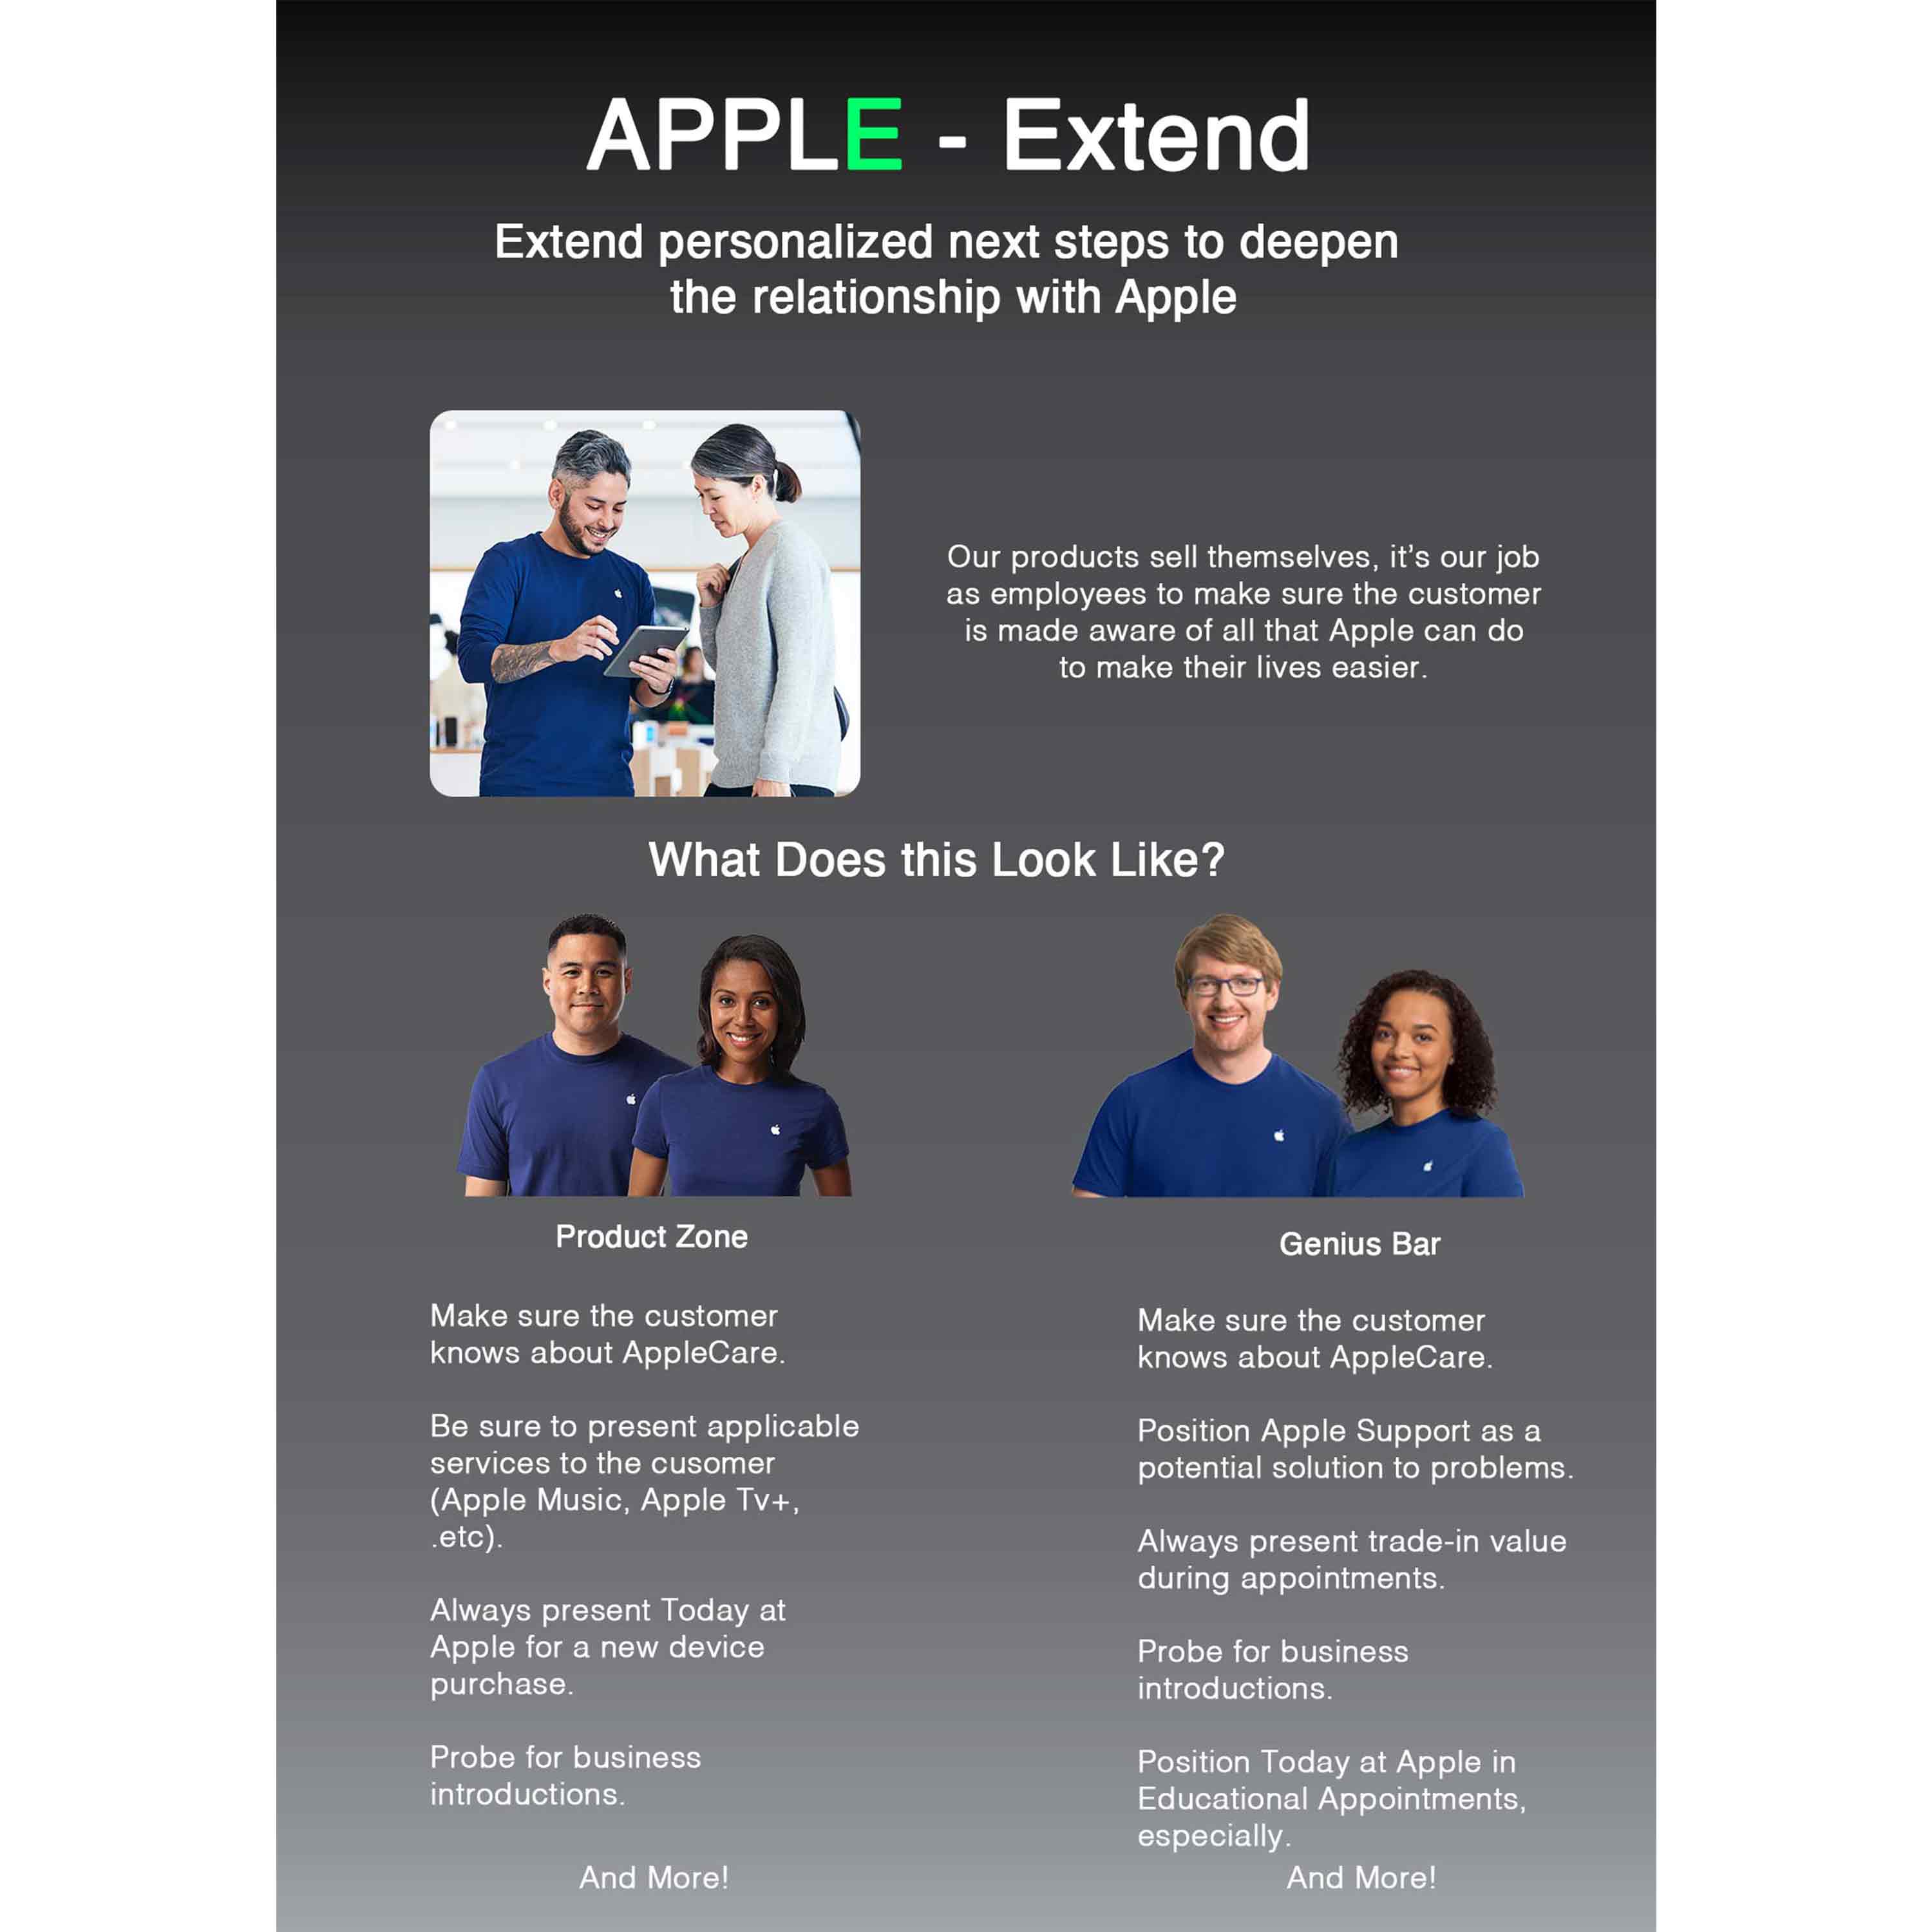 APPLE - Extend
Extend personalized next steps to deepen
the relationship with Apple
Our products sell themselves, it's our job
as employees to make sure the customer
is made aware of all that Apple can do
to make their lives easier.
What Does this Look Like?
Product Zone
Make sure the customer
knows about AppleCare.
Be sure to present applicable
services to the cusomer
(Apple Music, Apple Tv+,
.etc).
Always present Today at
Apple for a new device
purchase.
Probe for business
introductions.
And More!
Genius Bar
Make sure the customer
knows about AppleCare.
Position Apple Support as a
potential solution to problems.
Always present trade-in value
during appointments.
Probe for business
introductions.
Position Today at Apple in
Educational Appointments,
especially.
And More!